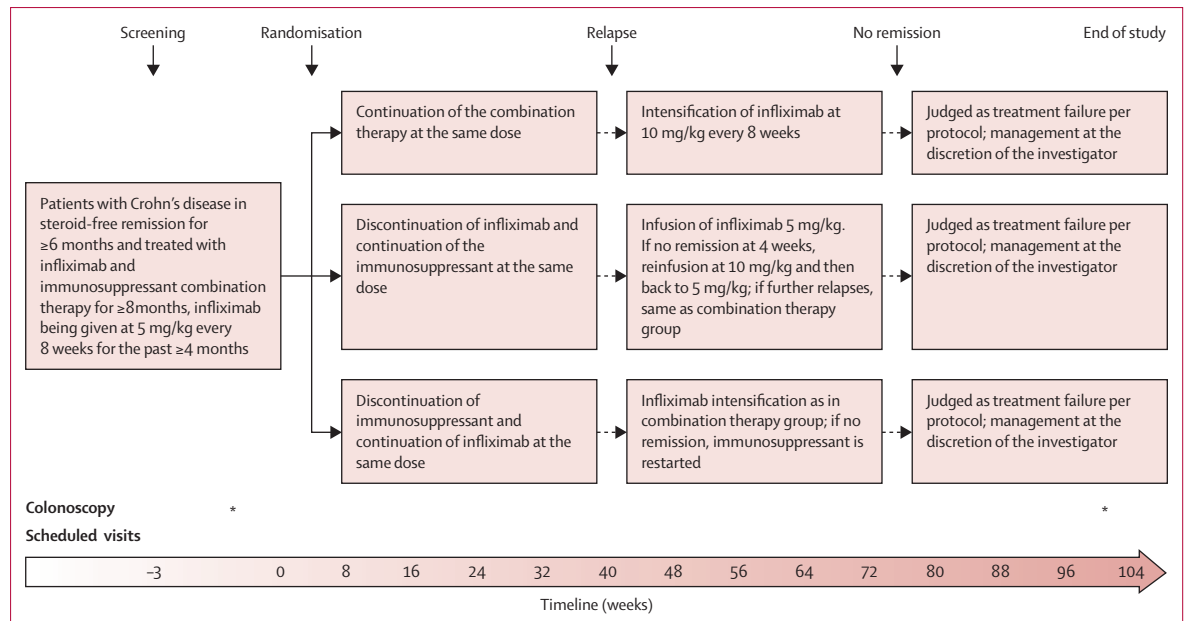 Screening
Randomisation
Relapse
No remission
End of study
Patients with Crohn's disease in
steroid-free remission for
≥6 months and treated with
infliximab and
immunosuppressant combination
therapy for ≥8months, infliximab
being given at 5 mg/kg every
8 weeks for the past ≥4 months
Continuation of the combination
therapy at the same dose
Intensification of infliximab at
10 mg/kg every 8 weeks
Judged as treatment failure per
protocol; management at the
discretion of the investigator
Discontinuation of infliximab and
continuation of the
immunosuppressant at the same
dose
Infusion of infliximab 5 mg/kg.
If no remission at 4 weeks,
reinfusion at 10 mg/kg and then
back to 5 mg/kg; if further relapses,
same as combination therapy
group
Judged as treatment failure per
protocol; management at the
discretion of the investigator
Discontinuation of
immunosuppressant and
continuation of infliximab at the
same dose
Infliximab intensification as in
combination therapy group; if no
remission, immunosuppressant is
restarted
Judged as treatment failure per
protocol; management at the
discretion of the investigator
Colonoscopy * *
Scheduled visits
–3 0 8 16 24 32 40 48 56 64 72 80 88 96 104
Timeline (weeks)